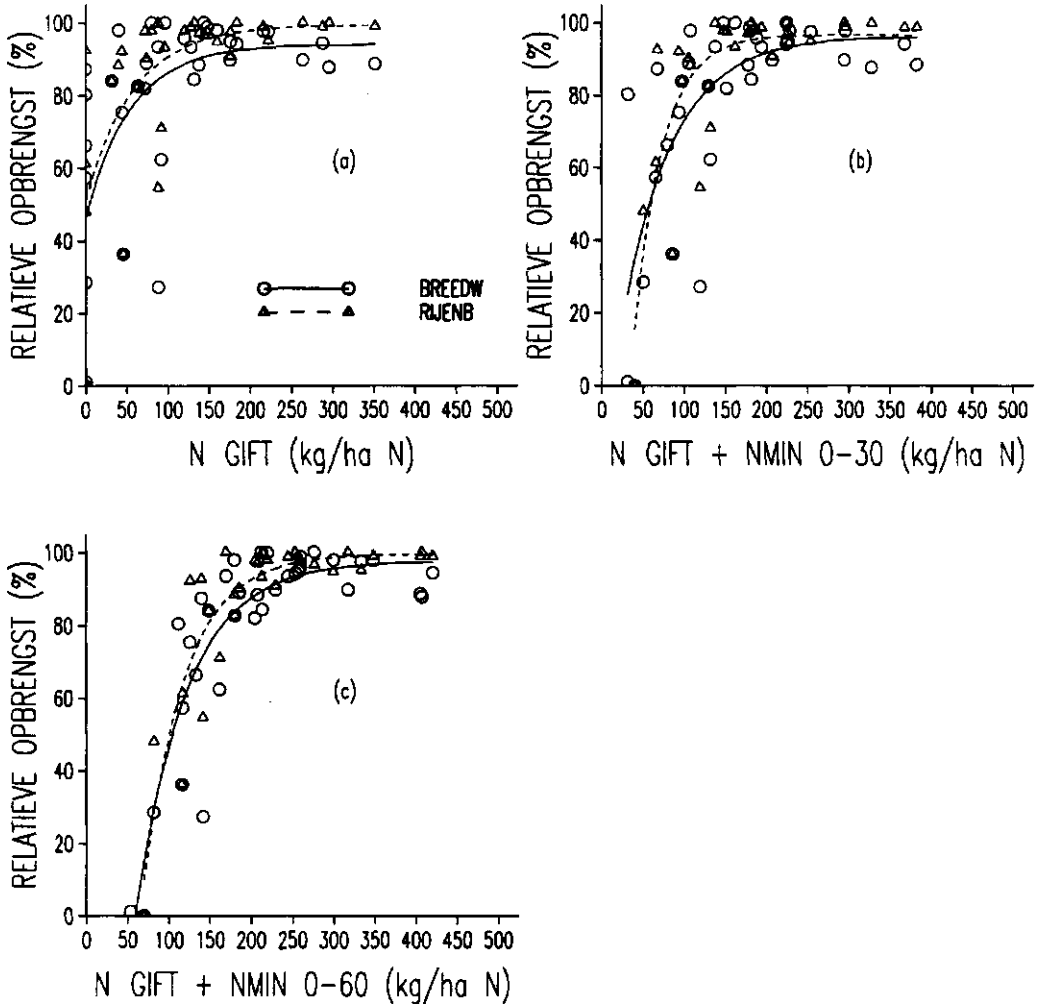 RELATIEVE OPBRENGST (%)
100
80
60
40
20
0
(a)
BREEDW
RIJENB
0 50 100 150 200 250 300 350 400 450 500
N GIFT (kg/ha N)
RELATIEVE OPBRENGST (%)
100
80
60
40
20
0
(b)
0 50 100 150 200 250 300 350 400 450 500
N GIFT + NMIN 0-30 (kg/ha N)
RELATIEVE OPBRENGST (%)
100
80
60
40
20
0
(c)
0 50 100 150 200 250 300 350 400 450 500
N GIFT + NMIN 0-60 (kg/ha N)